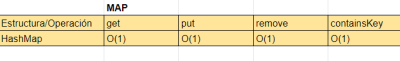 MAP
Estructura/Operación get put remove containsKey
HashMap O(1) O(1) O(1) O(1)